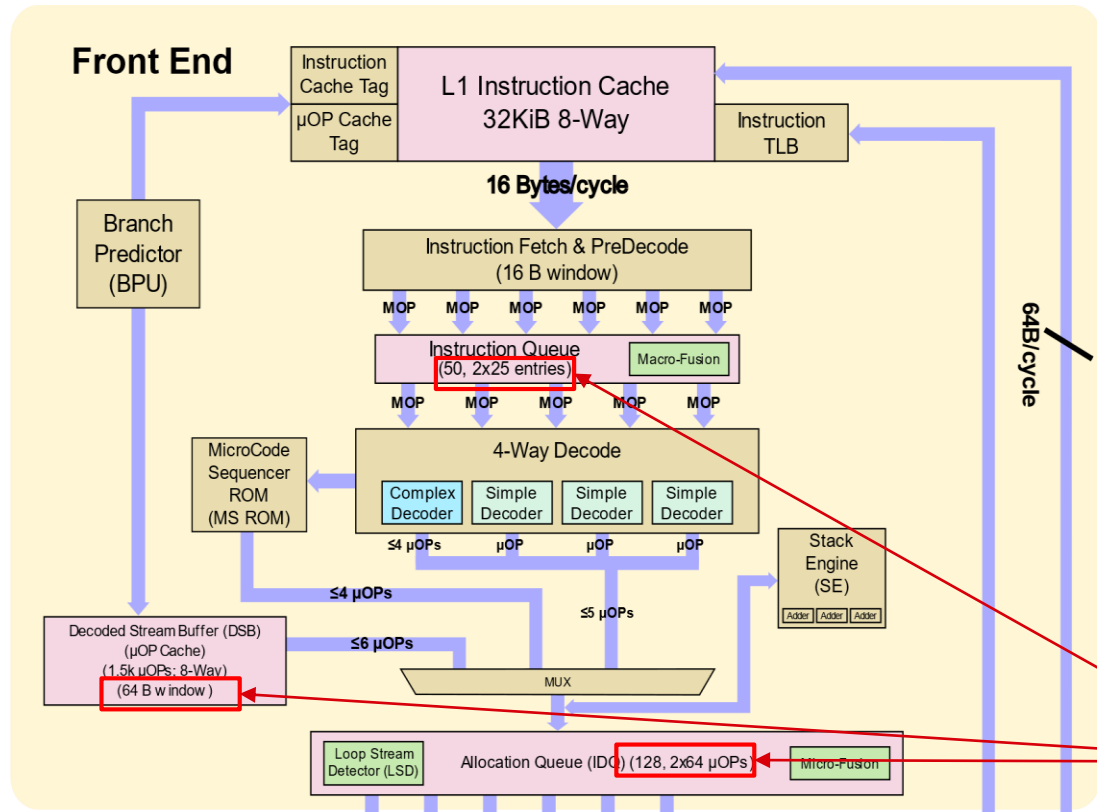 Front End
Instruction
Cache Tag
µOP Cache
Tag
L1 Instruction Cache
32KiB 8-Way
Instruction
TLB
16 Bytes/cycle
Branch
Predictor
(BPU)
Instruction Fetch & PreDecode
(16 B window)
MOP MOP MOP MOP MOP MOP
Instruction Queue
(50, 2x25 entries)
Macro-Fusion
64B/cycle
MOP MOP MOP MOP MOP
MicroCode
Sequencer
ROM
(MS ROM)
4-Way Decode
Complex
Decoder
Simple
Decoder
Simple
Decoder
Simple
Decoder
≤4 µOPs µOP µOP µOP
Stack
Engine
(SE)
Adder Adder Adder
≤4 µOPs
≤5 µOPs
Decoded Stream Buffer (DSB)
(µOP Cache)
(1.5k µOPs; 8-Way)
(64 B window)
≤6 µOPs
MUX
Loop Stream
Detector (LSD)
Allocation Queue (IDQ) (128, 2x64 µOPs)
Micro-Fusion